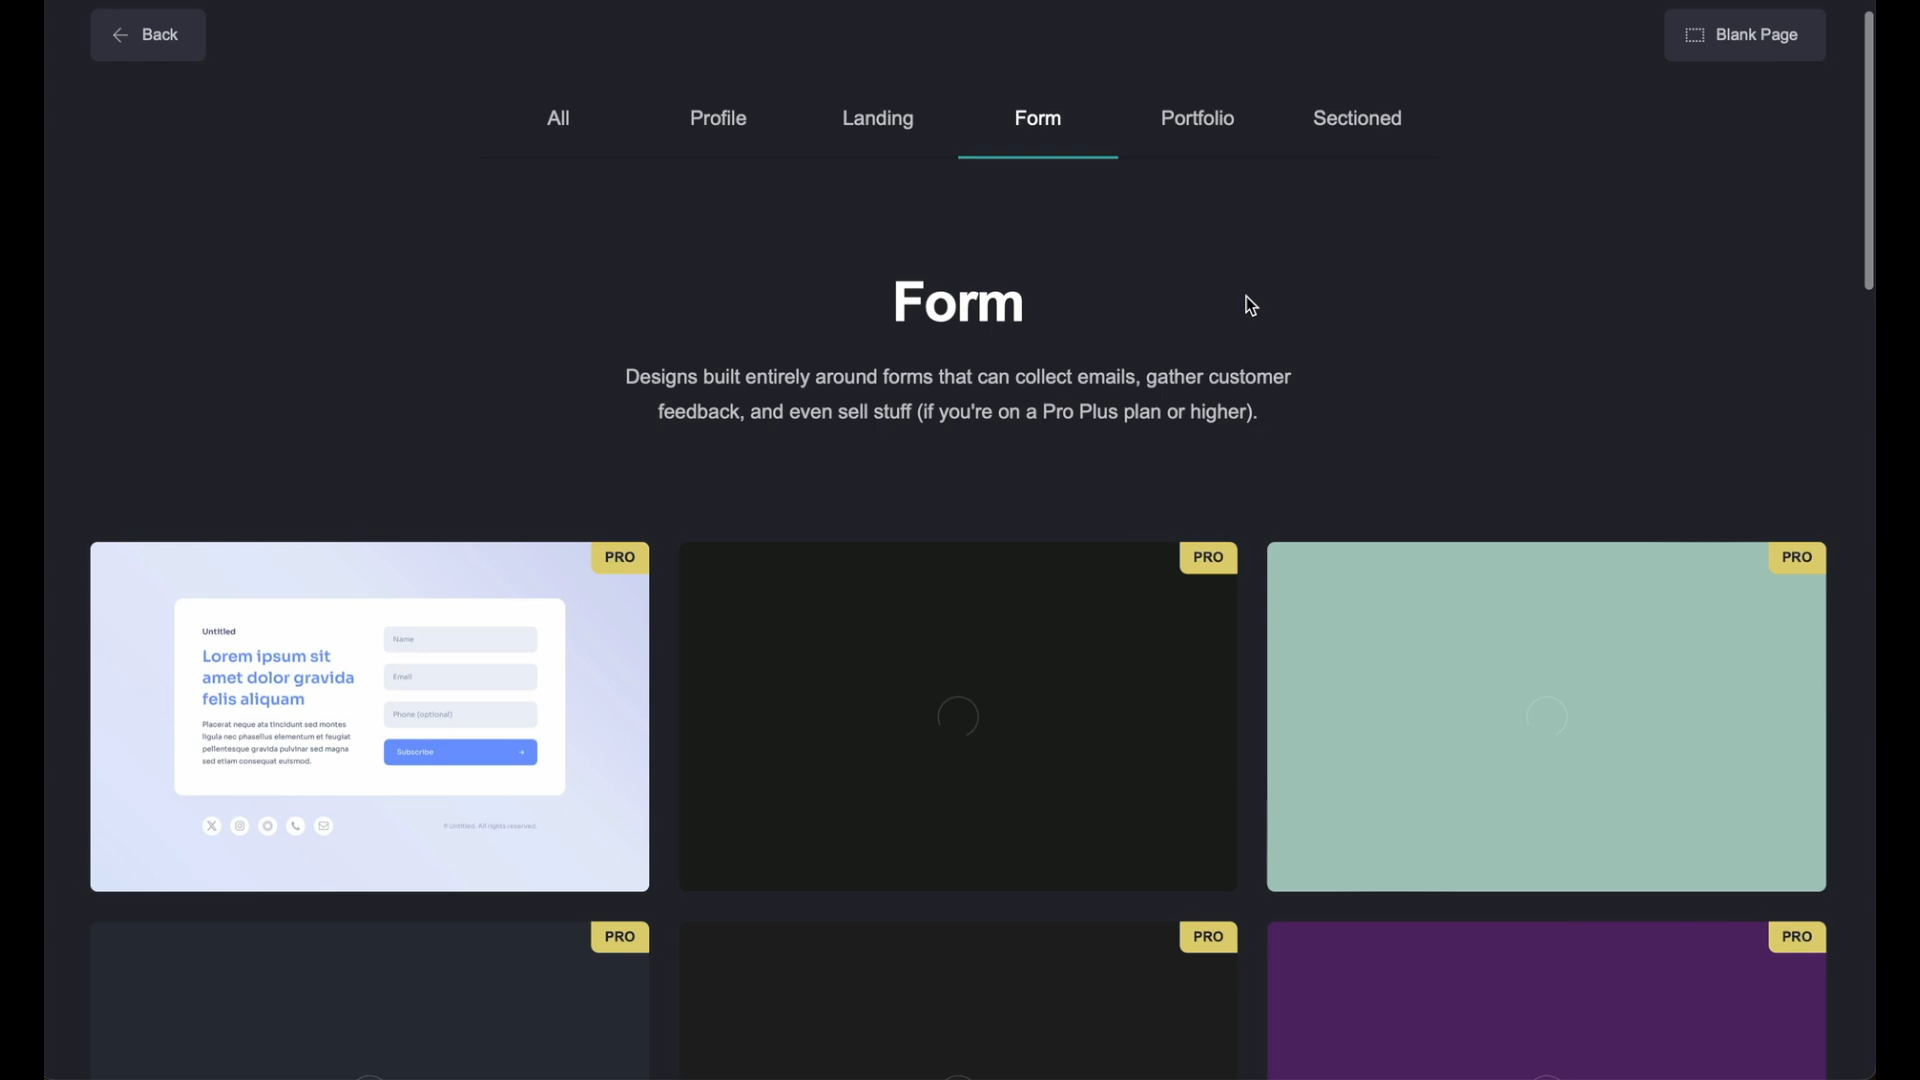 Back
Blank Page
All
Profile
Landing
Form
Portfolio
Sectioned
Form
Designs built entirely around forms that can collect emails, gather customer
feedback, and even sell stuff (if you're on a Pro Plus plan or higher).
PRO
Untitled
Lorem ipsum sit
amet dolor gravida
felis aliquam
Placerat neque ata tincidunt sed montes
ligula nec phasellus elementum et feugiat
pellentesque gravida pulvinar sed magna
sed etiam consequat euismod.
Name
Email
Phone (optional)
Subscribe
© Untitled. All rights reserved.
PRO
PRO
PRO
PRO
PRO